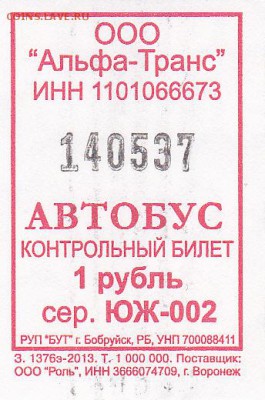 COINS.LAVE.RU
ООО
"Альфа-Транс"
ИНН 1101066673
140537
АВТОБУС
КОНТРОЛЬНЫЙ БИЛЕТ
1 рубль
сер. ЮЖ-002
РУП "БУТ" г. Бобруйск, РБ, УНП 700088411
З. 1376з-2013. Т. 1 000 000. Поставщик:
ООО "Роль", ИНН 3666074709, г. Воронеж